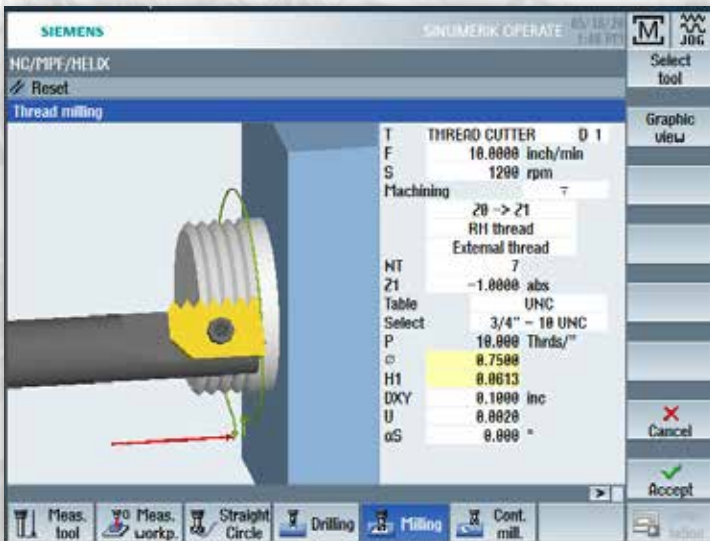 SIEMENS
SINUMERIK OPERATE
M
JOG
NC/MPF/HELIX
Select tool
Reset
Thread milling
Graphic view
T THREAD CUTTER D 1
F 10.0000 inch/min
S 1200 rpm
Machining ▽
Z0 -> Z1
RH thread
External thread
NT 7
Z1 -1.0000 abs
Table UNC
Select 3/4" - 10 UNC
P 10.000 Thrds/"
∅ 0.7500
H1 0.0613
DXY 0.1000 inc
U 0.0020
αS 0.000 °
Cancel
Accept
Meas. tool
Meas. workp.
Straight Circle
Drilling
Milling
Cont. mill.